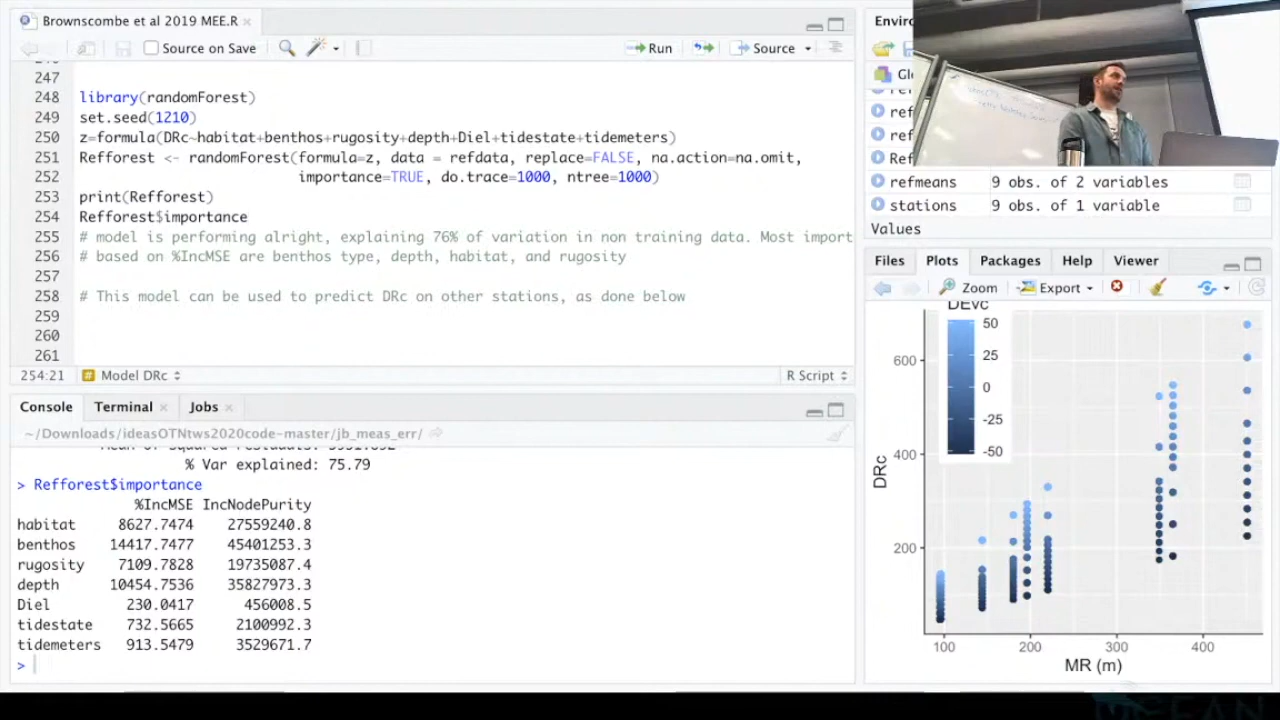 Brownscombe et al 2019 MEE.R
Source on Save
Run
Source
247
248 library(randomForest)
249 set.seed(1210)
250 z=formula(DRc~habitat+benthos+rugosity+depth+Diel+tidestate+tidemeters)
251 Refforest <- randomForest(formula=z, data = refdata, replace=FALSE, na.action=na.omit,
252 importance=TRUE, do.trace=1000, ntree=1000)
253 print(Refforest)
254 Refforest$importance
255 # model is performing alright, explaining 76% of variation in non training data. Most import
256 # based on %IncMSE are benthos type, depth, habitat, and rugosity
257
258 # This model can be used to predict DRc on other stations, as done below
259
260
261
254:21 Model DRc R Script
Console Terminal Jobs
~/Downloads/ideasOTNtws2020code-master/jb_meas_err/
% Var explained: 75.79
> Refforest$importance
%IncMSE IncNodePurity
habitat 8627.7474 27559240.8
benthos 14417.7477 45401253.3
rugosity 7109.7828 19735087.4
depth 10454.7536 35827973.3
Diel 230.0417 456008.5
tidestate 732.5665 2100992.3
tidemeters 913.5479 3529671.7
>
Enviro
Gl
ref
ref
Re
refmeans 9 obs. of 2 variables
stations 9 obs. of 1 variable
Values
Files Plots Packages Help Viewer
Zoom Export
DEvc
50
25
0
-25
-50
600
400
200
DRc
100 200 300 400
MR (m)